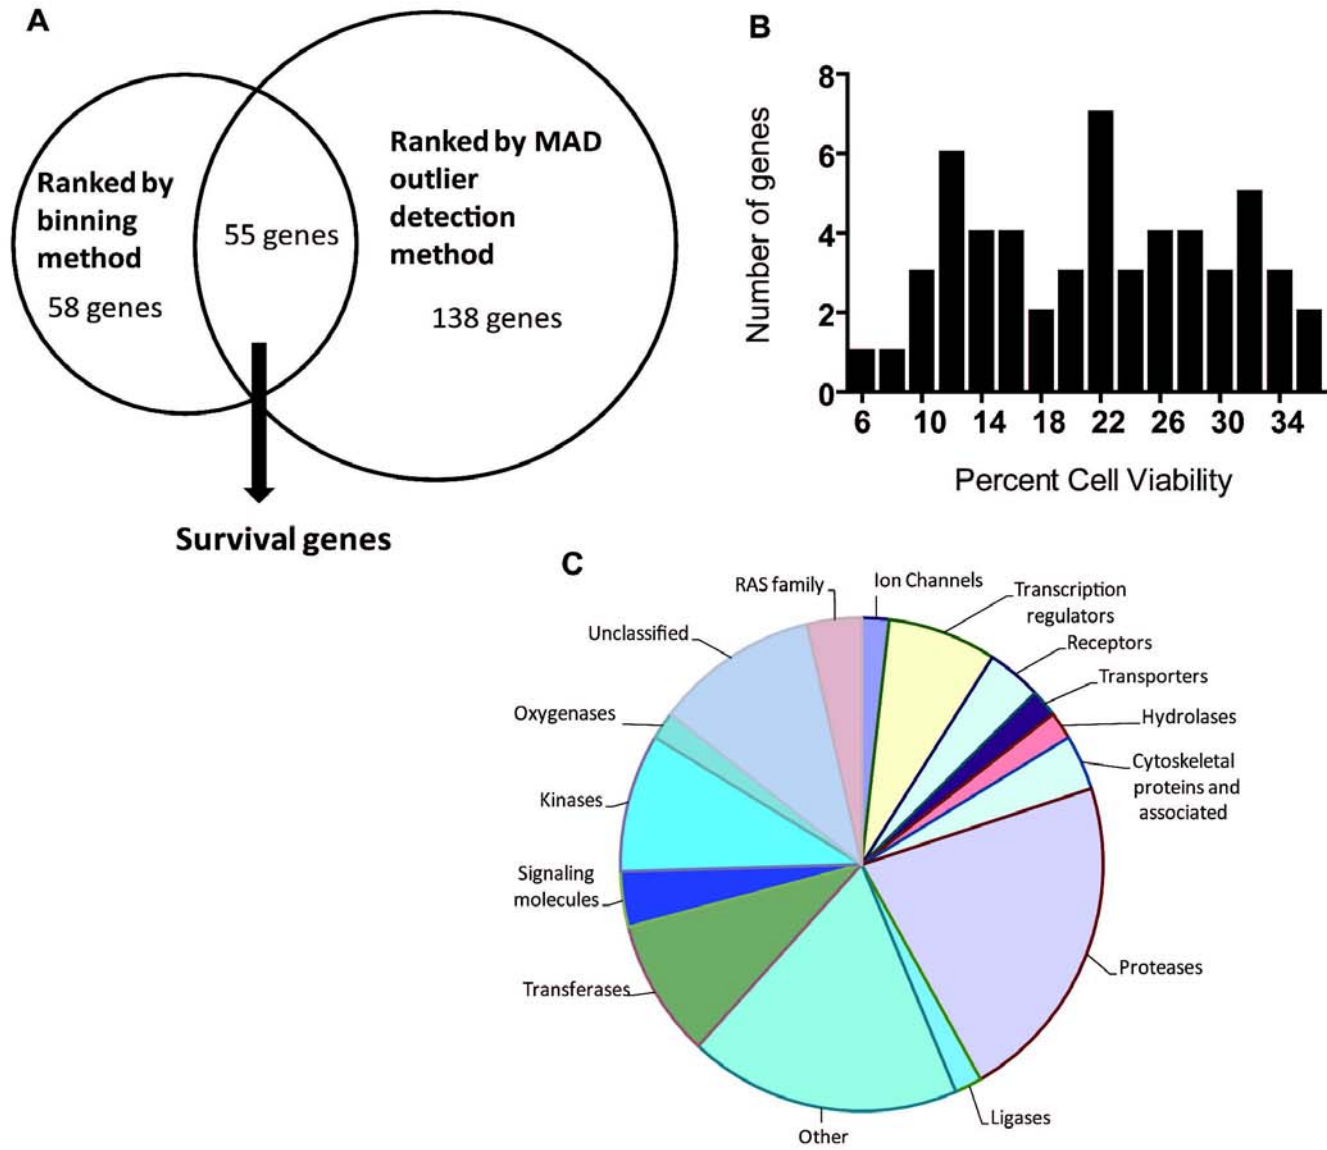 A
Ranked by
binning
method
58 genes
55 genes
Ranked by MAD
outlier
detection
method
138 genes
Survival genes
B
Number of genes
8
6
4
2
0
6 10 14 18 22 26 30 34
Percent Cell Viability
C
RAS family
Ion Channels
Transcription
regulators
Receptors
Transporters
Hydrolases
Cytoskeletal
proteins and
associated
Proteases
Ligases
Other
Transferases
Signaling
molecules
Kinases
Oxygenases
Unclassified